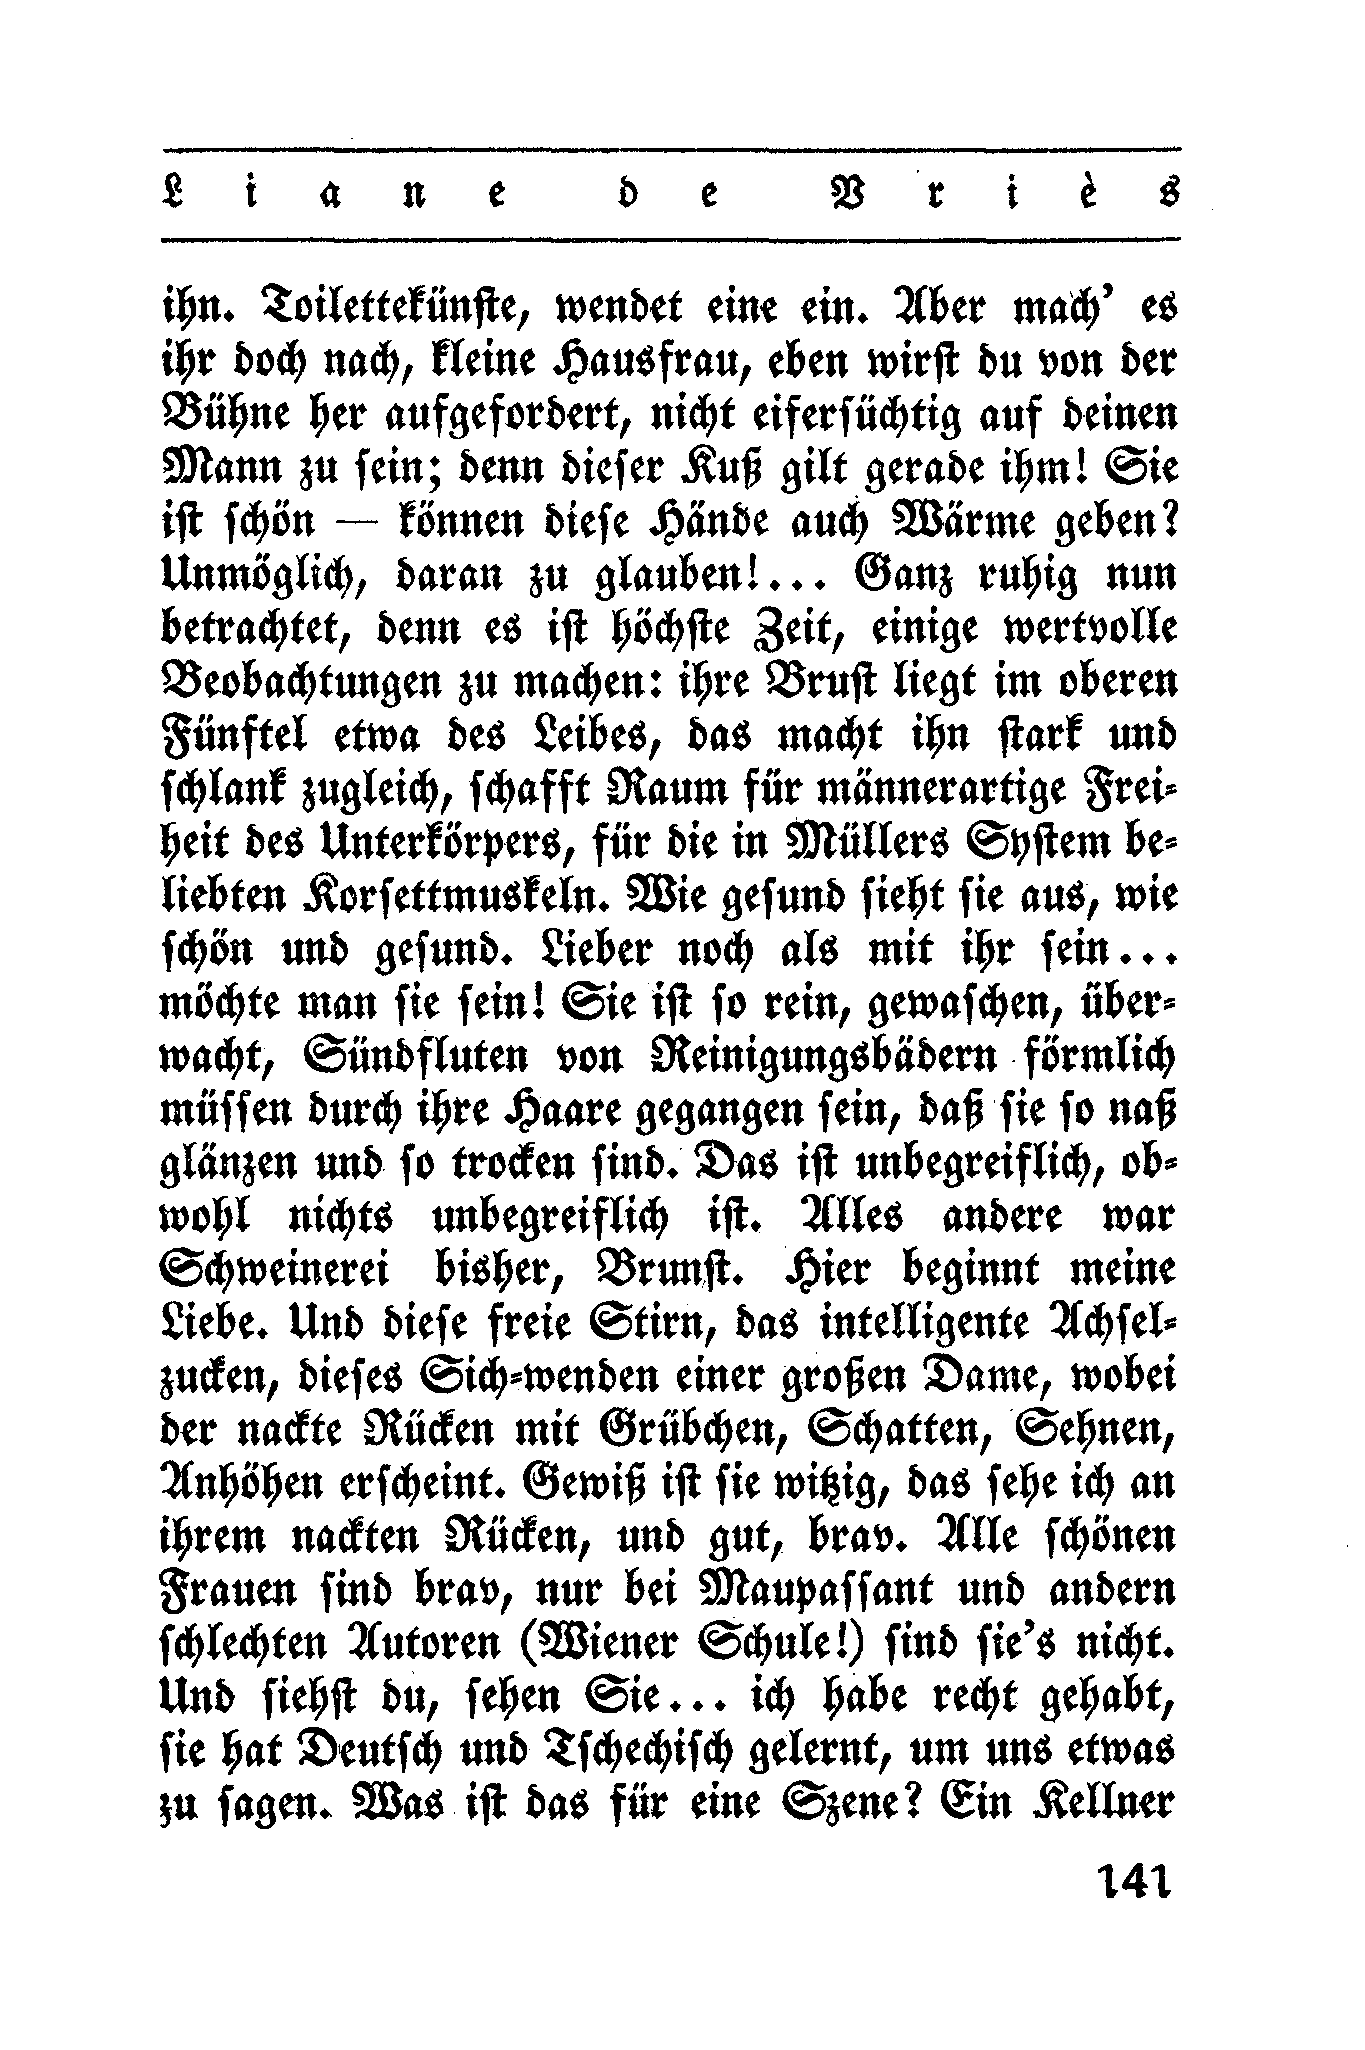 Liane de Vriès
ihn. Toilettekünste, wendet eine ein. Aber mach’ es
ihr doch nach, kleine Hausfrau, eben wirst du von der
Bühne her aufgefordert, nicht eifersüchtig auf deinen
Mann zu sein; denn dieser Kuß gilt gerade ihm! Sie
ist schön — können diese Hände auch Wärme geben?
Unmöglich, daran zu glauben!... Ganz ruhig nun
betrachtet, denn es ist höchste Zeit, einige wertvolle
Beobachtungen zu machen: ihre Brust liegt im oberen
Fünftel etwa des Leibes, das macht ihn stark und
schlank zugleich, schafft Raum für männerartige Frei-
heit des Unterkörpers, für die in Müllers System be-
liebten Korsettmuskeln. Wie gesund sieht sie aus, wie
schön und gesund. Lieber noch als mit ihr sein...
möchte man sie sein! Sie ist so rein, gewaschen, über-
wacht, Sündfluten von Reinigungsbädern förmlich
müssen durch ihre Haare gegangen sein, daß sie so naß
glänzen und so trocken sind. Das ist unbegreiflich, ob-
wohl nichts unbegreiflich ist. Alles andere war
Schweinerei bisher, Brunst. Hier beginnt meine
Liebe. Und diese freie Stirn, das intelligente Achsel-
zucken, dieses Sich-wenden einer großen Dame, wobei
der nackte Rücken mit Grübchen, Schatten, Sehnen,
Anhöhen erscheint. Gewiß ist sie witzig, das sehe ich an
ihrem nackten Rücken, und gut, brav. Alle schönen
Frauen sind brav, nur bei Maupassant und andern
schlechten Autoren (Wiener Schule!) sind sie’s nicht.
Und siehst du, sehen Sie... ich habe recht gehabt,
sie hat Deutsch und Tschechisch gelernt, um uns etwas
zu sagen. Was ist das für eine Szene? Ein Kellner
141